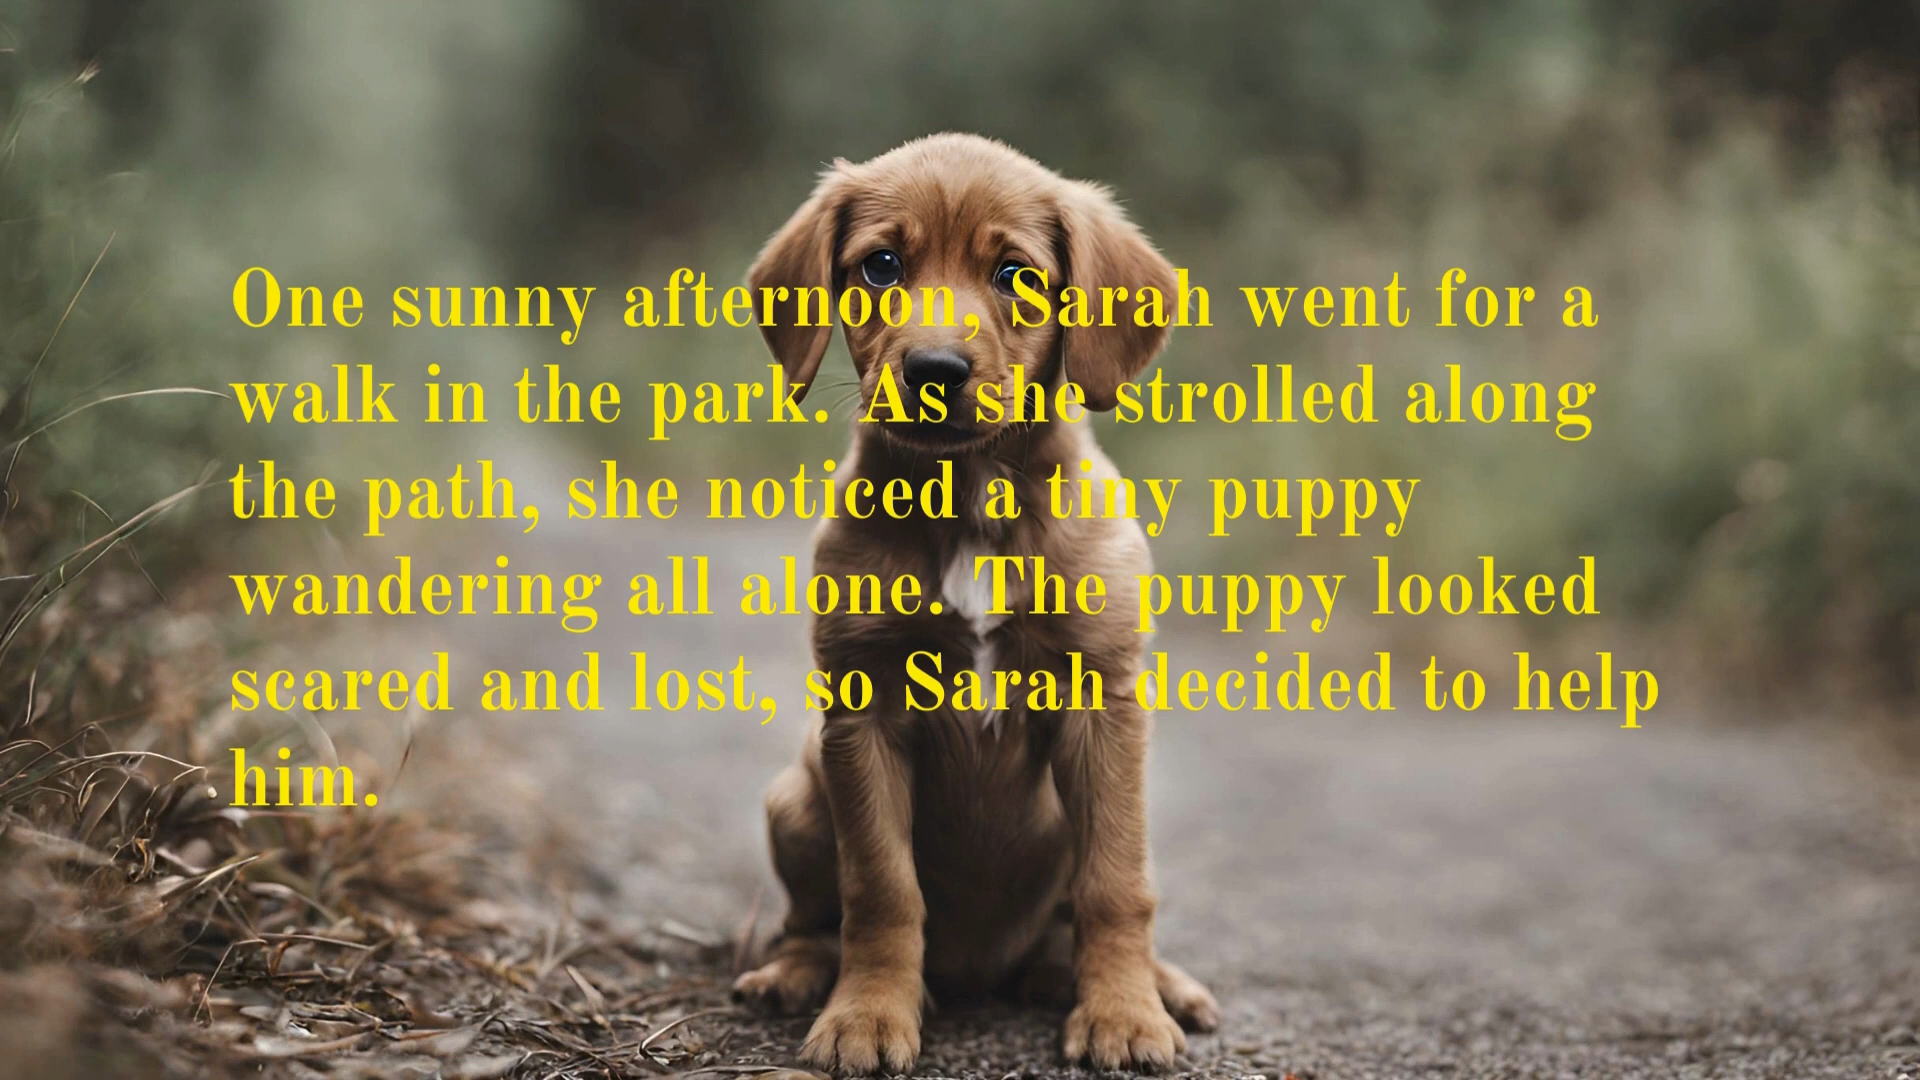 One sunny afternoon, Sarah went for a
walk in the park. As she strolled along
the path, she noticed a tiny puppy
wandering all alone. The puppy looked
scared and lost, so Sarah decided to help
him.